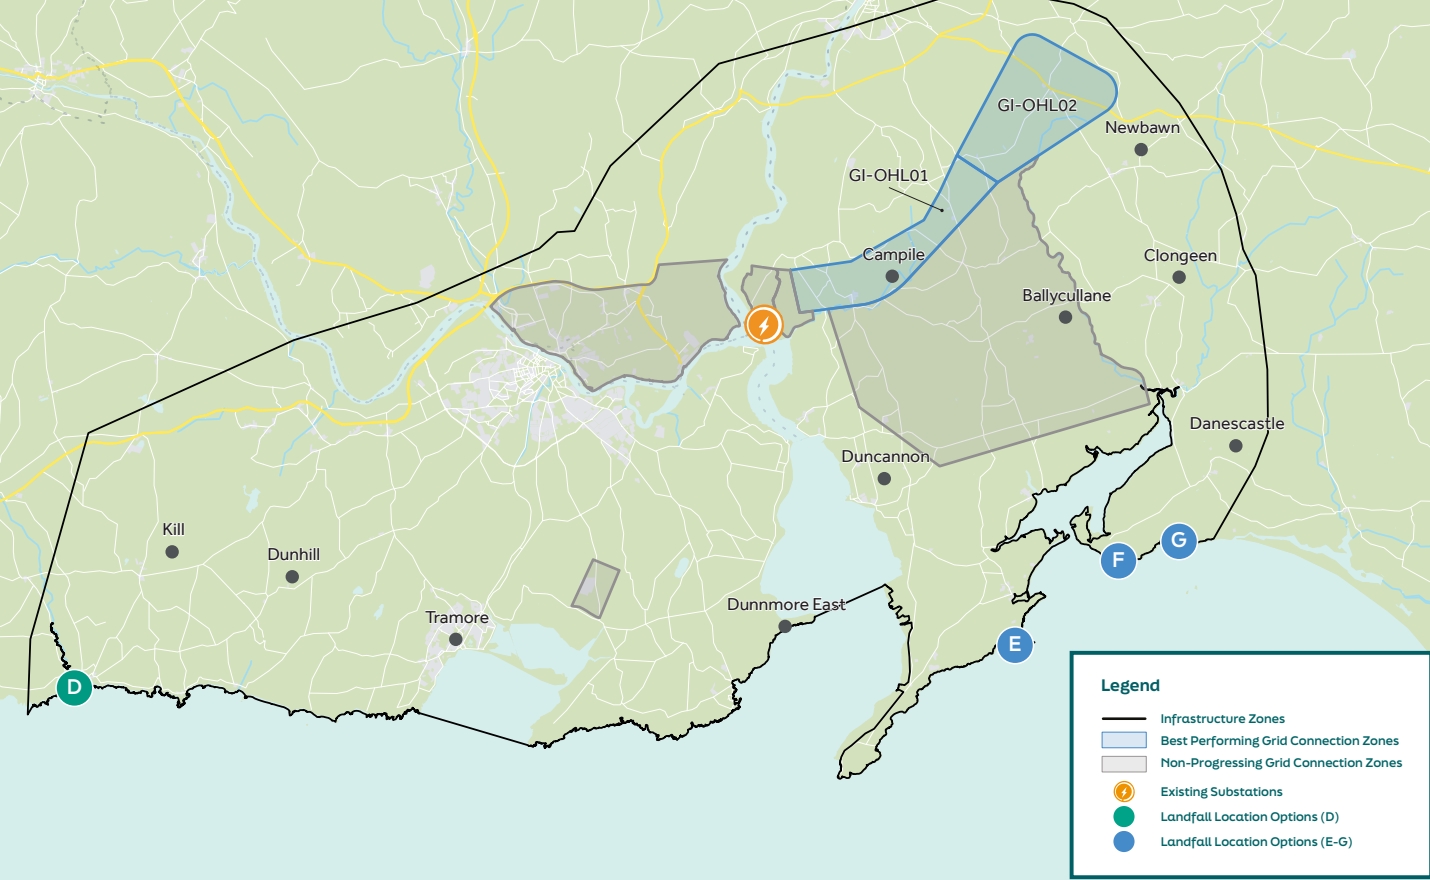 GI-OHL02
Newbawn
GI-OHL01
Campile
Clongeen
Ballycullane
Danescastle
Duncannon
Kill
Dunhill
G
F
Dunnmore East
Tramore
E
D
Legend
Infrastructure Zones
Best Performing Grid Connection Zones
Non-Progressing Grid Connection Zones
Existing Substations
Landfall Location Options (D)
Landfall Location Options (E-G)